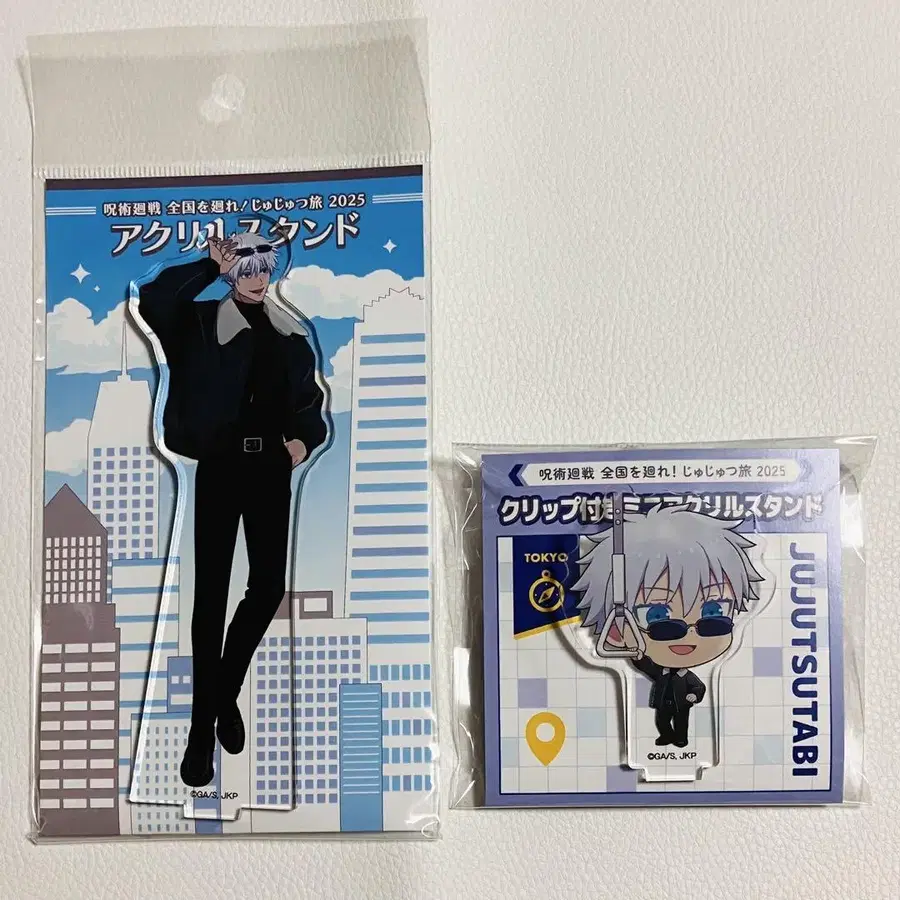 呪術廻戦 全国を廻れ!じゅじゅつ旅 2025
アクリルスタンド
©GA/S, JKP
呪術廻戦 全国を廻れ!じゅじゅつ旅 2025
クリップ付きミニアクリルスタンド
TOKYO
JUJUTSUTABI
©GA/S, JKP